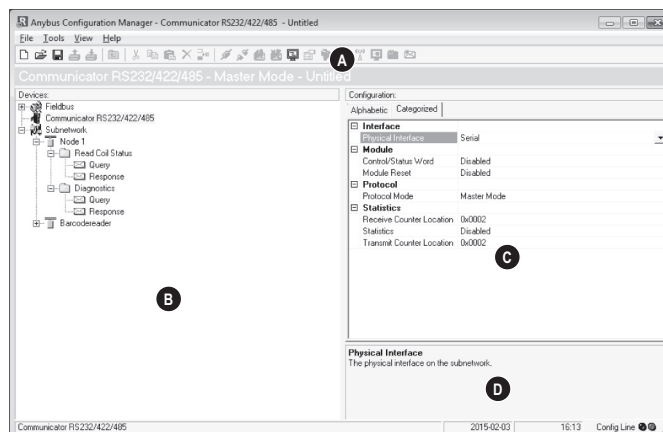 Anybus Configuration Manager - Communicator RS232/422/485 - Untitled
File Tools View Help
A
Communicator RS232/422/485 - Master Mode - Untitled
Devices:
Fieldbus
Communicator RS232/422/485
Subnetwork
Node 1
Read Coil Status
Query
Response
Diagnostics
Query
Response
Barcodereader
B
Configuration:
Alphabetic Categorized
Interface
Physical Interface Serial
Module
Control/Status Word Disabled
Module Reset Disabled
Protocol
Protocol Mode Master Mode
Statistics
Receive Counter Location 0x0002
Statistics Disabled
Transmit Counter Location 0x0002
C
Physical Interface
The physical interface on the subnetwork.
D
Communicator RS232/422/485 2015-02-03 16:13 Config Line